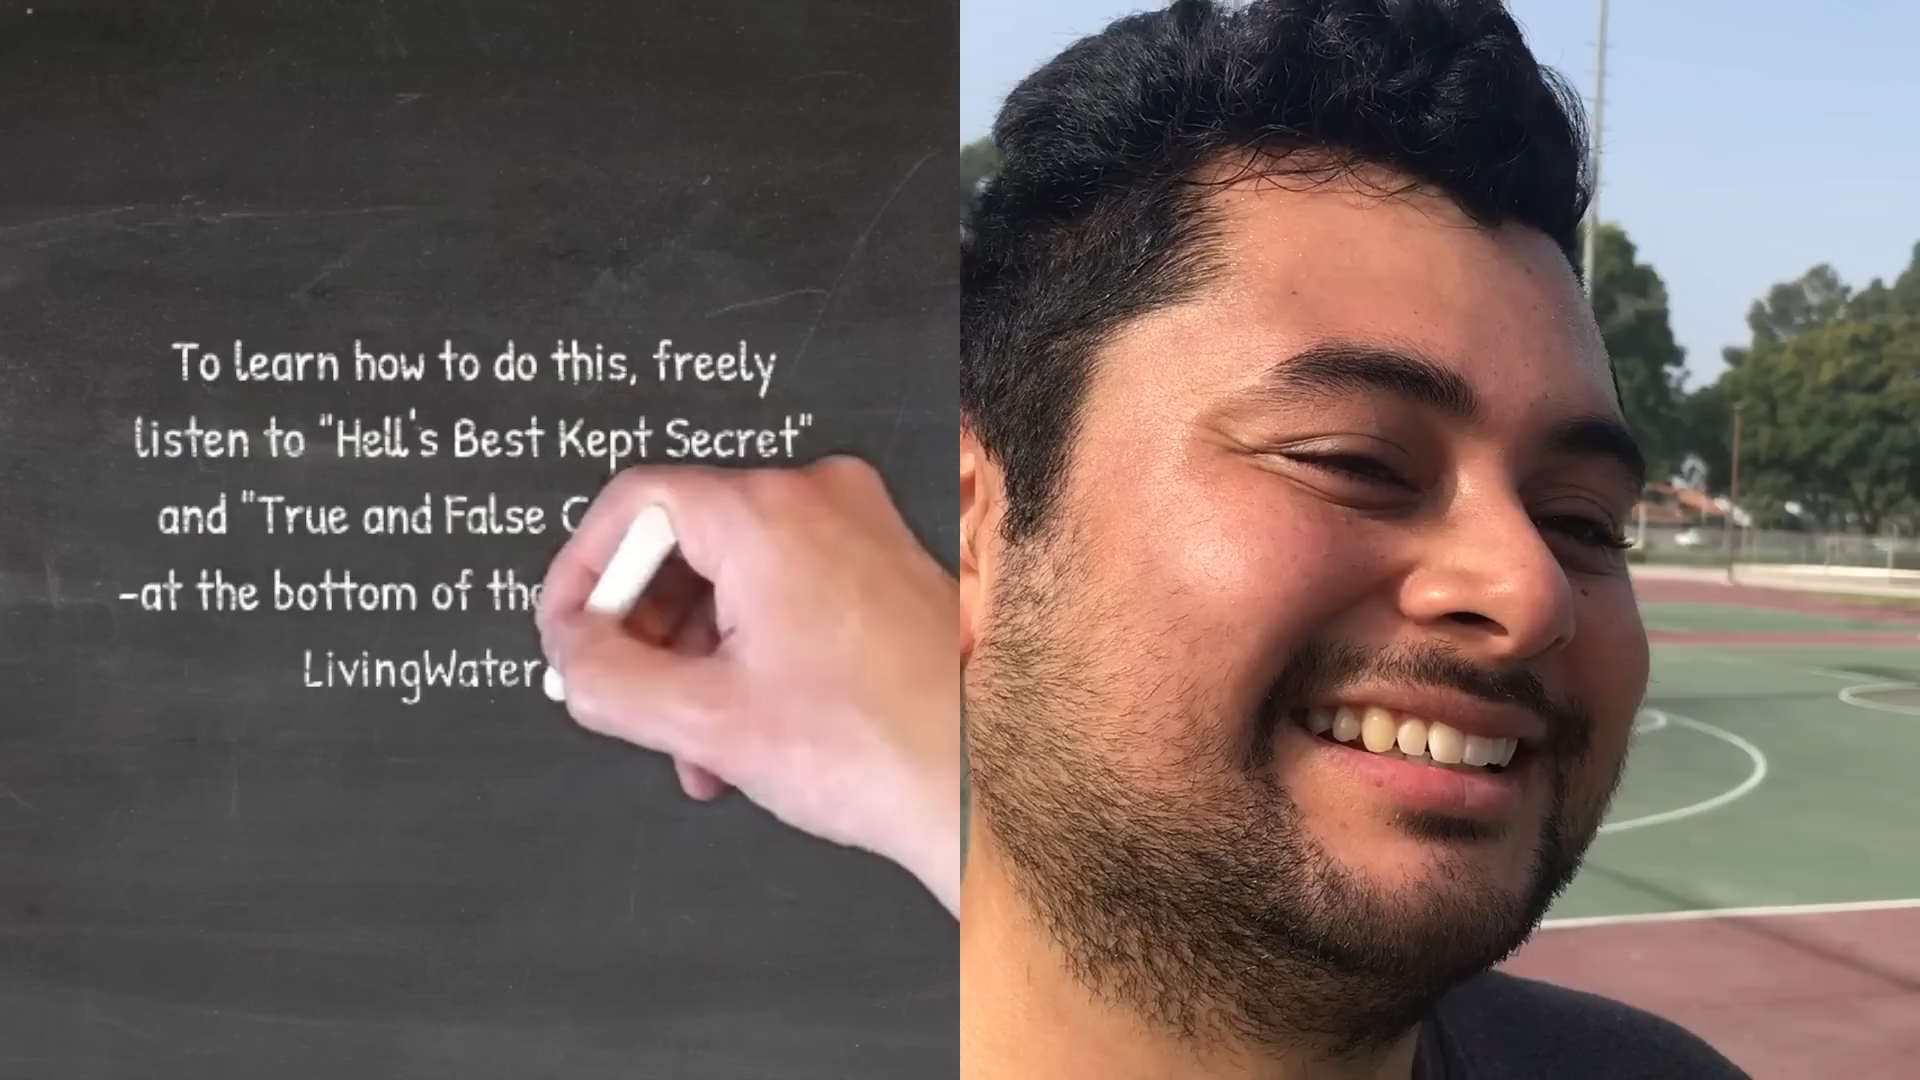 To learn how to do this, freely
listen to "Hell's Best Kept Secret"
and "True and False
-at the bottom of the
LivingWater